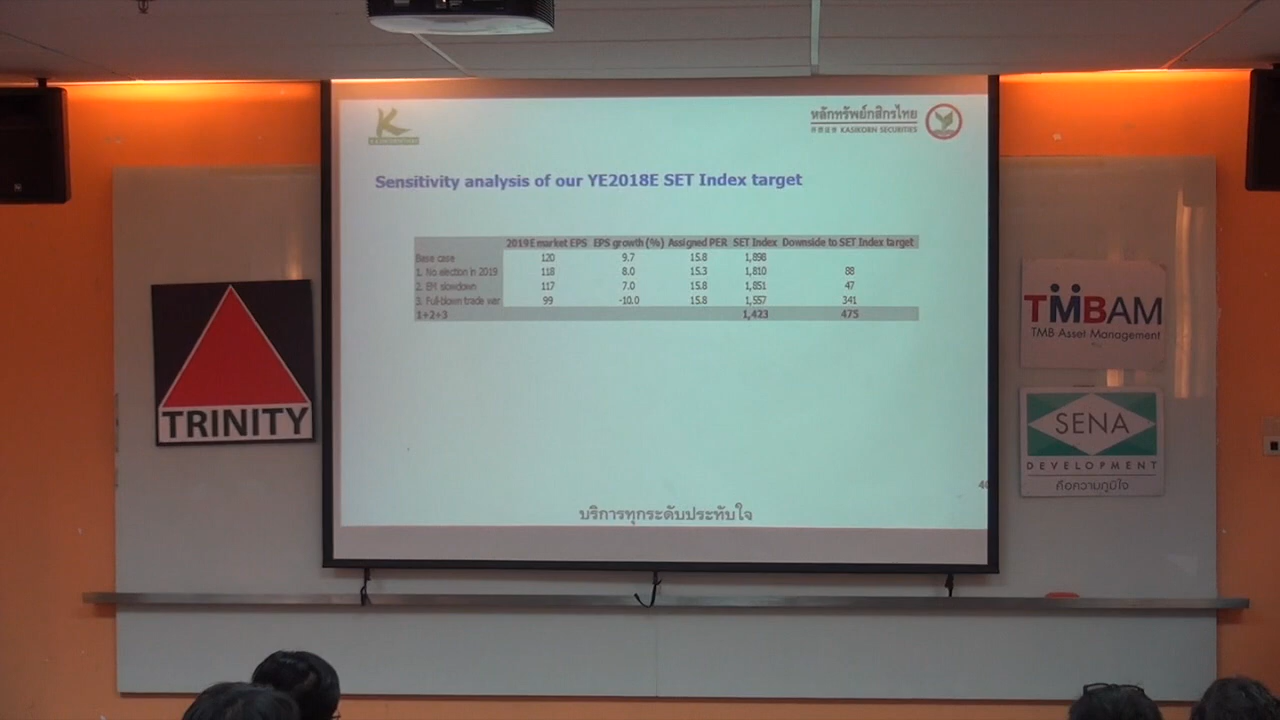 หลักทรัพย์กสิกรไทย
KASIKORN SECURITIES
K
Sensitivity analysis of our YE2018E SET Index target
2019E market EPS EPS growth (%) Assigned PER SET Index Downside to SET Index target
Base case 120 9.7 15.8 1,898
1. No election in 2019 118 8.0 15.3 1,810 88
2. EM slowdown 117 7.0 15.8 1,851 47
3. Full-blown trade war 99 -10.0 15.8 1,557 341
1+2+3 1,423 475
บริการทุกระดับประทับใจ
TRINITY
TMBAM
TMB Asset Management
SENA
DEVELOPMENT
คือความภูมิใจ